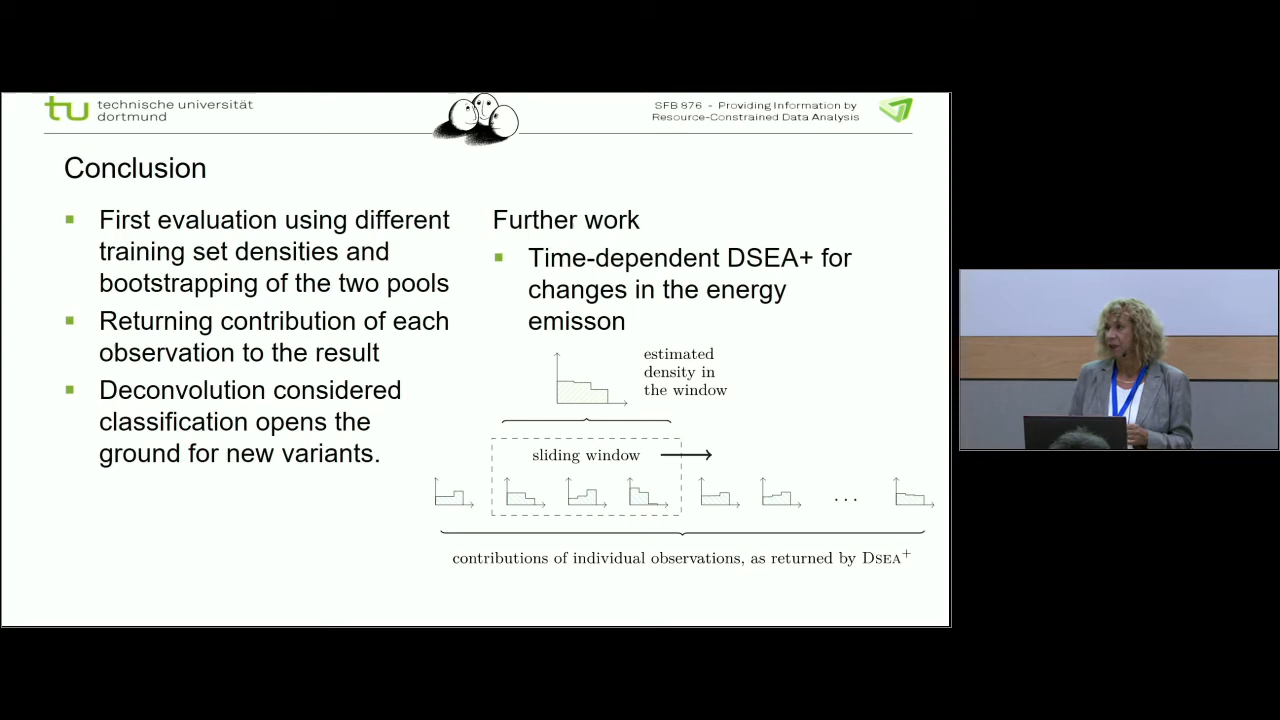 tu technische universität
dortmund
SFB 876 - Providing Information by
Resource-Constrained Data Analysis
Conclusion
First evaluation using different
training set densities and
bootstrapping of the two pools
Returning contribution of each
observation to the result
Deconvolution considered
classification opens the
ground for new variants.
Further work
Time-dependent DSEA+ for
changes in the energy
emisson
estimated
density in
the window
sliding window
...
contributions of individual observations, as returned by DSEA+